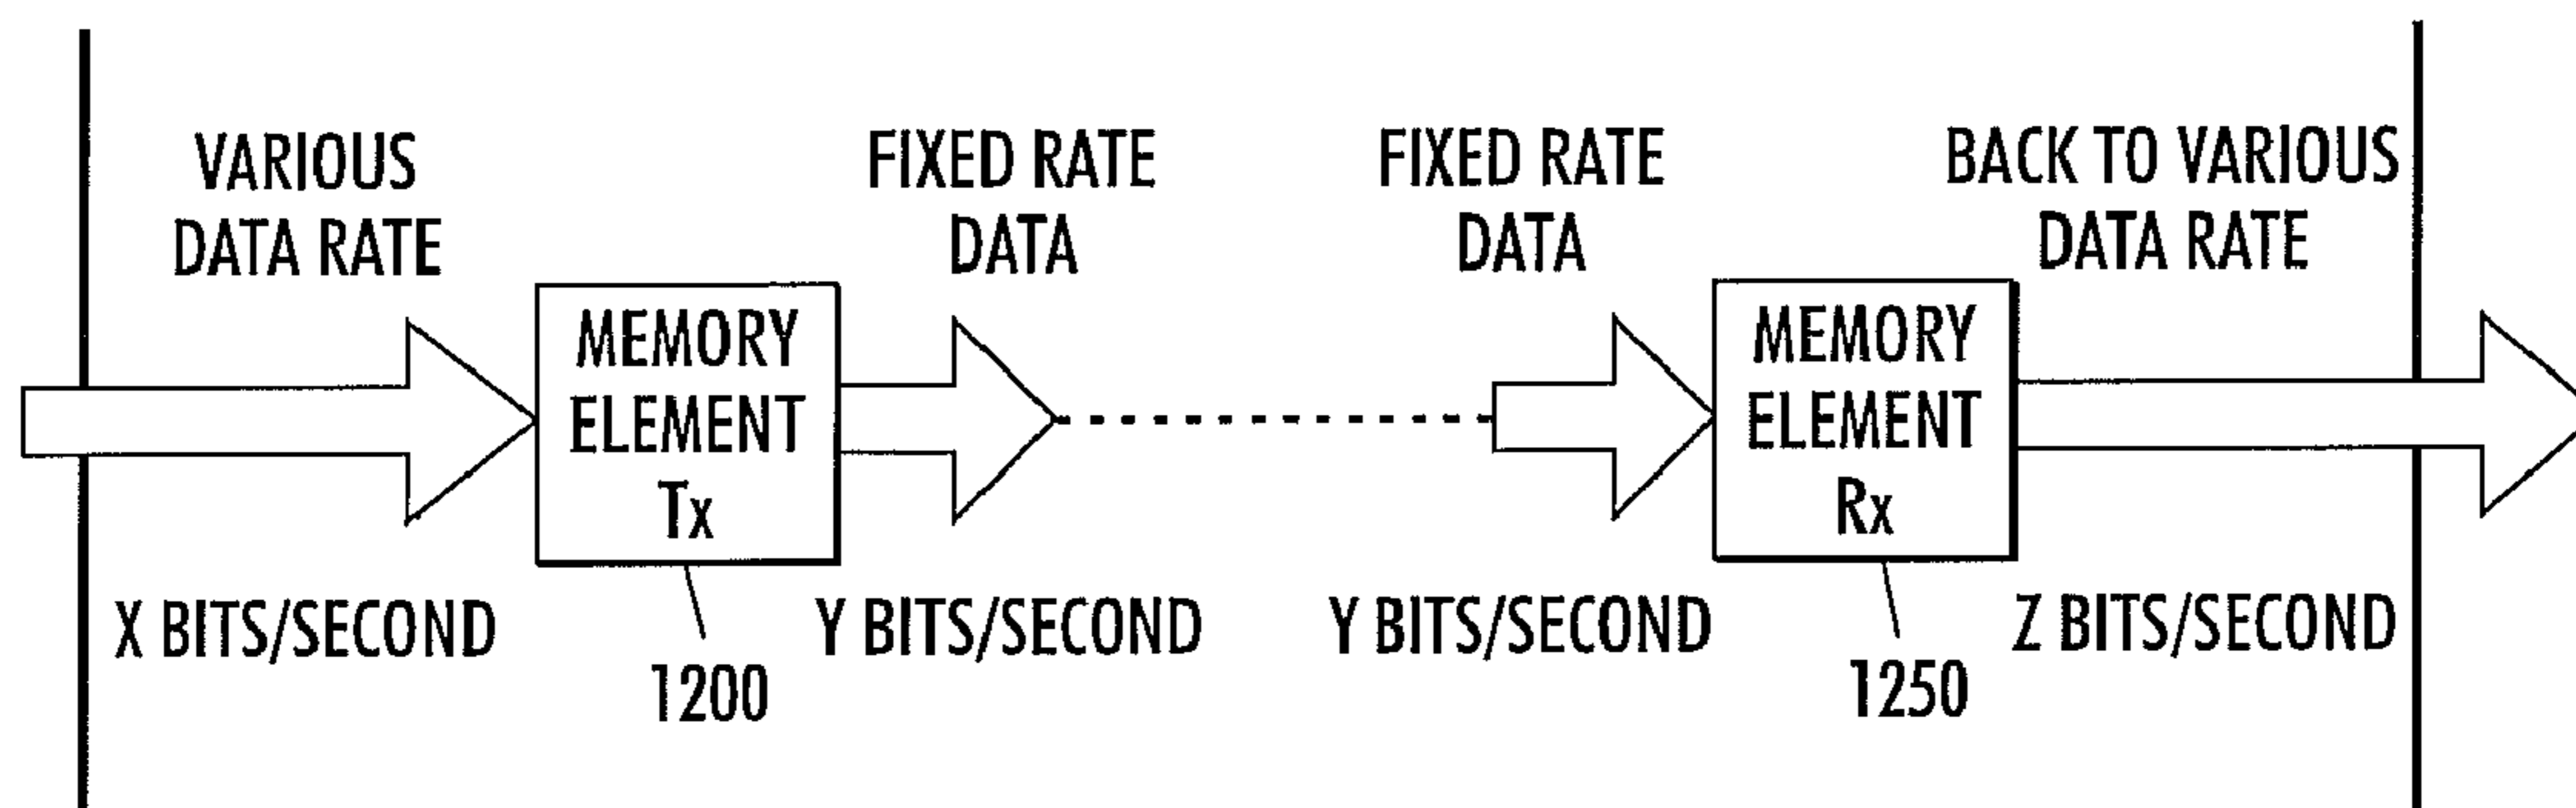 VARIOUS
DATA RATE
FIXED RATE
DATA
FIXED RATE
DATA
BACK TO VARIOUS
DATA RATE
MEMORY
ELEMENT
Tx
MEMORY
ELEMENT
Rx
X BITS/SECOND
Y BITS/SECOND
Y BITS/SECOND
Z BITS/SECOND
1200
1250